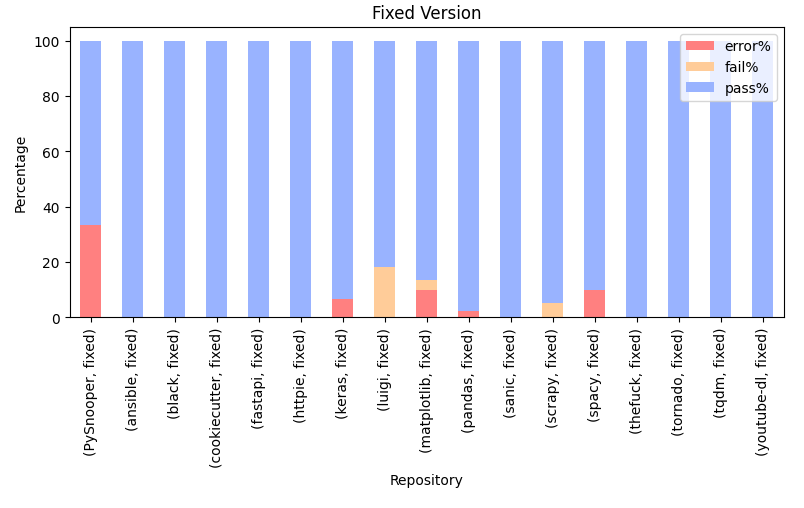 Fixed Version
error%
fail%
pass%
Percentage
100
80
60
40
20
0
(PySnooper, fixed)
(ansible, fixed)
(black, fixed)
(cookiecutter, fixed)
(fastapi, fixed)
(httpie, fixed)
(keras, fixed)
(luigi, fixed)
(matplotlib, fixed)
(pandas, fixed)
(sanic, fixed)
(scrapy, fixed)
(spacy, fixed)
(thefuck, fixed)
(tornado, fixed)
(tqdm, fixed)
(youtube-dl, fixed)
Repository